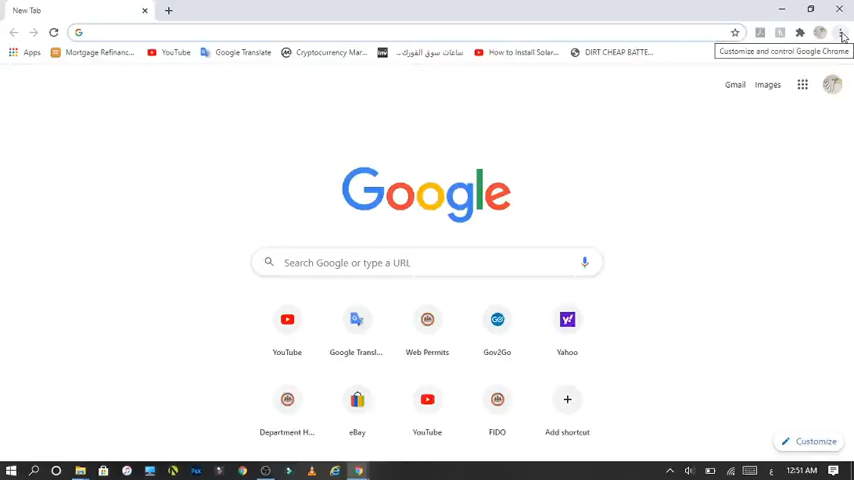 New Tab
Apps Mortgage Refinanc... YouTube Google Translate Cryptocurrency Mar... Inv ساعات سوق الفورك... How to Install Solar... DIRT CHEAP BATTE...
Customize and control Google Chrome
Gmail Images
Google
Search Google or type a URL
YouTube Google Transl... Web Permits Gov2Go Yahoo
Department H... eBay YouTube FIDO Add shortcut
Customize
12:51 AM